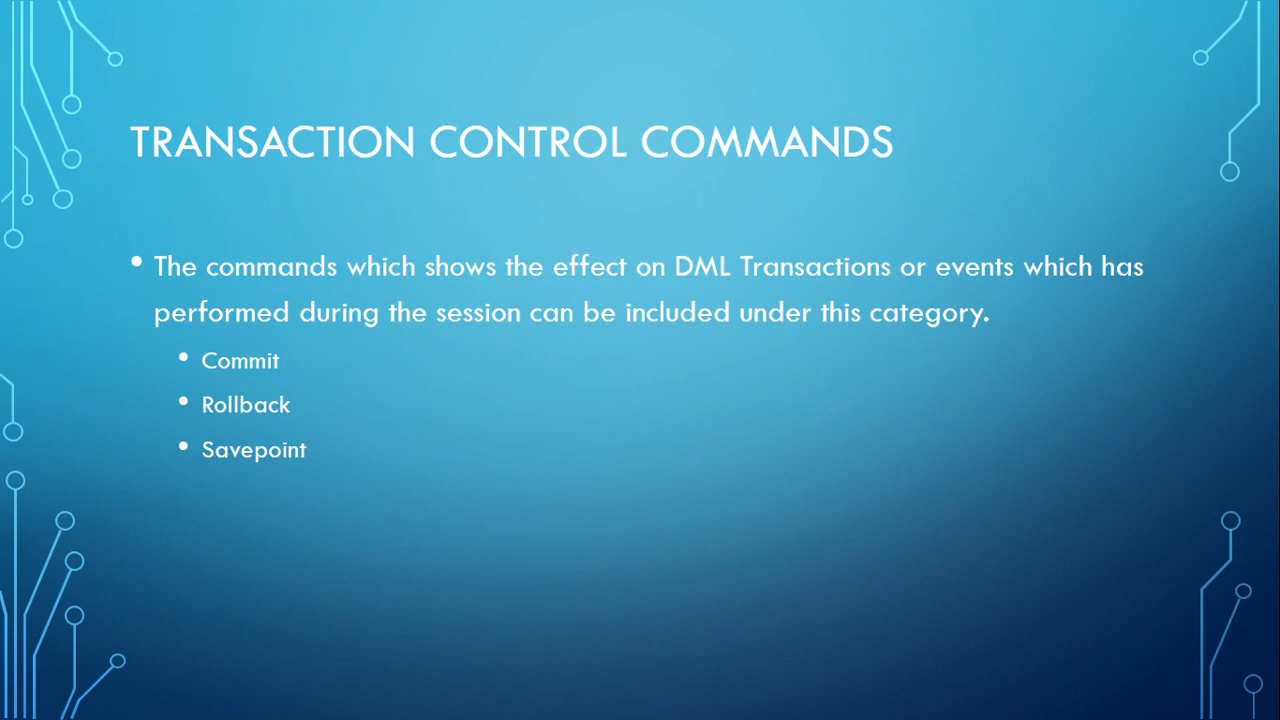 TRANSACTION CONTROL COMMANDS
• The commands which shows the effect on DML Transactions or events which has
performed during the session can be included under this category.
• Commit
• Rollback
• Savepoint